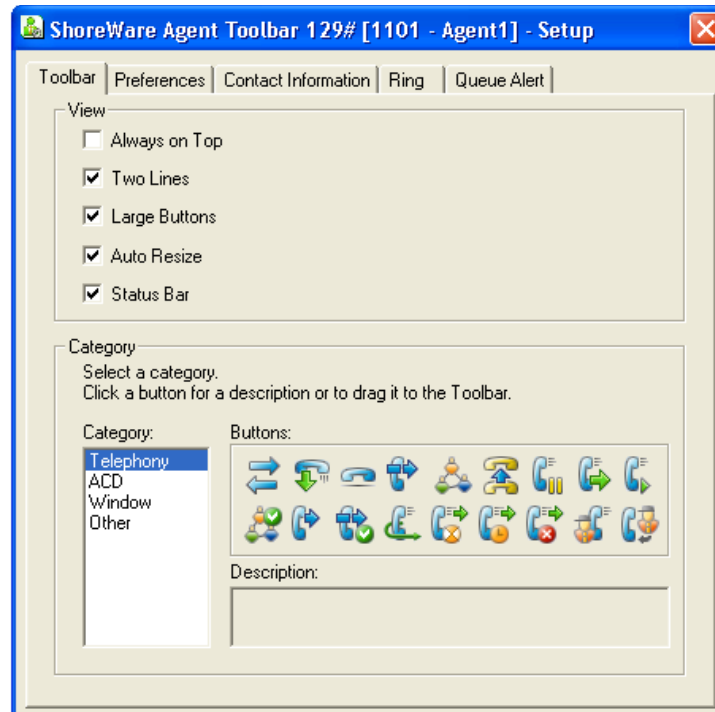 ShoreWare Agent Toolbar 129# [1101 - Agent1] - Setup
Toolbar Preferences Contact Information Ring Queue Alert
View
Always on Top
Two Lines
Large Buttons
Auto Resize
Status Bar
Category
Select a category.
Click a button for a description or to drag it to the Toolbar.
Category: Buttons:
Telephony
ACD
Window
Other
Description: